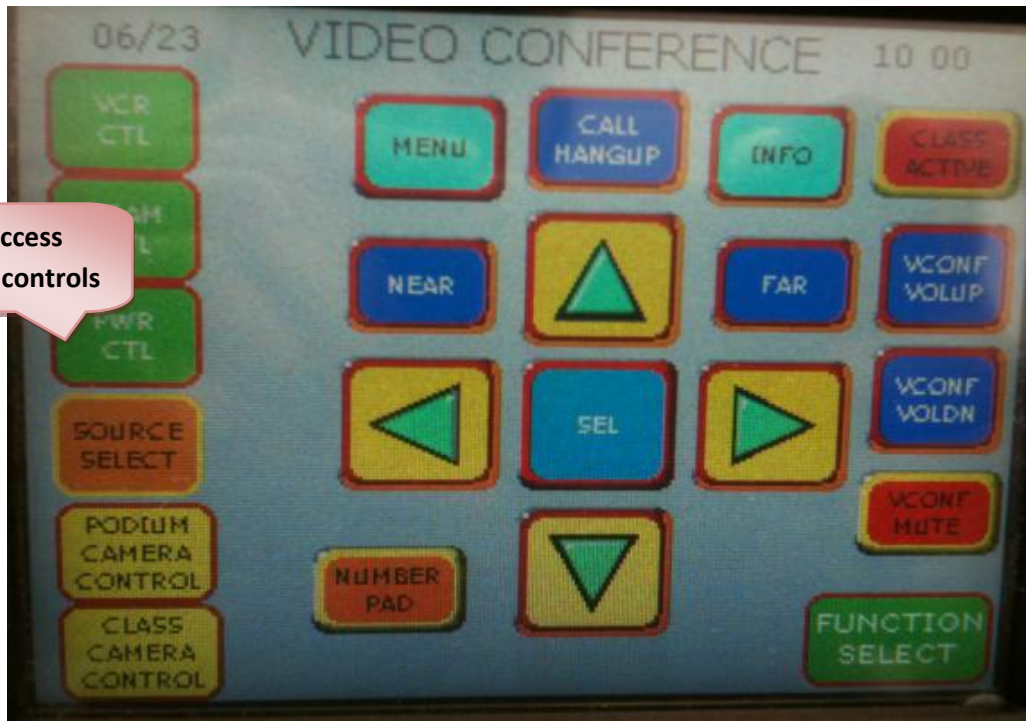 06/23 VIDEO CONFERENCE 10 00
VCR
CTL
MENU
CALL
HANGUP
INFO
CLASS
ACTIVE
controls
NEAR
FAR
VCONF
VOLUP
PWR
CTL
SOURCE
SELECT
SEL
VCONF
VOLDN
PODIUM
CAMERA
CONTROL
NUMBER
PAD
VCONF
MUTE
CLASS
CAMERA
CONTROL
FUNCTION
SELECT